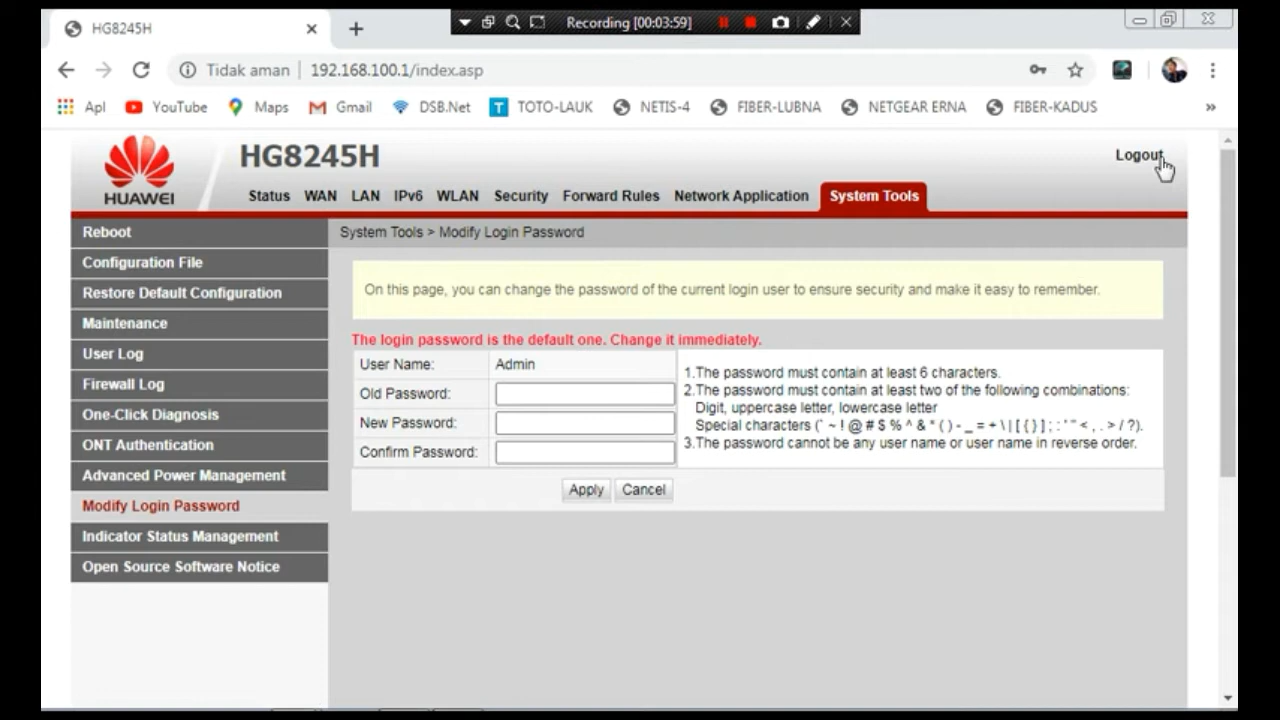 HG8245H
Recording [00:03:59]
Tidak aman | 192.168.100.1/index.asp
Apl YouTube Maps Gmail DSB.Net TOTO-LAUK NETIS-4 FIBER-LUBNA NETGEAR ERNA FIBER-KADUS »
HUAWEI
HG8245H
Logout
Status WAN LAN IPv6 WLAN Security Forward Rules Network Application System Tools
Reboot
Configuration File
Restore Default Configuration
Maintenance
User Log
Firewall Log
One-Click Diagnosis
ONT Authentication
Advanced Power Management
Modify Login Password
Indicator Status Management
Open Source Software Notice
System Tools > Modify Login Password
On this page, you can change the password of the current login user to ensure security and make it easy to remember.
The login password is the default one. Change it immediately.
User Name: Admin
Old Password:
New Password:
Confirm Password:
1.The password must contain at least 6 characters.
2.The password must contain at least two of the following combinations:
Digit, uppercase letter, lowercase letter
Special characters (` ~ ! @ # $ % ^ & * ( ) - _ = + \ | [ { } ] ; : ' " < , . > / ?).
3.The password cannot be any user name or user name in reverse order.
Apply Cancel